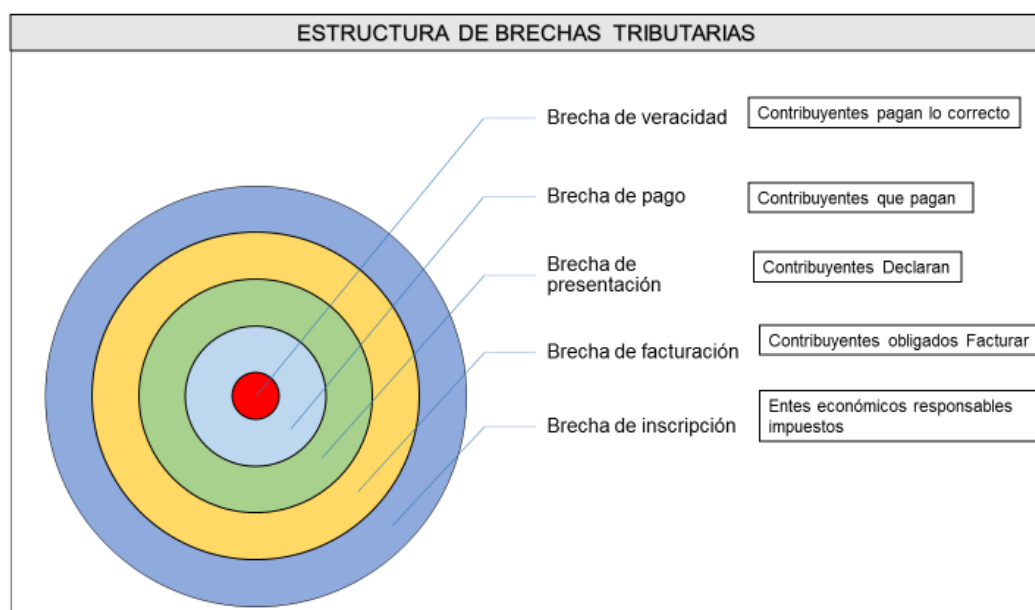 ESTRUCTURA DE BRECHAS TRIBUTARIAS
Brecha de veracidad
Contribuyentes pagan lo correcto
Brecha de pago
Contribuyentes que pagan
Brecha de
presentación
Contribuyentes Declaran
Brecha de facturación
Contribuyentes obligados Facturar
Brecha de inscripción
Entes económicos responsables
impuestos